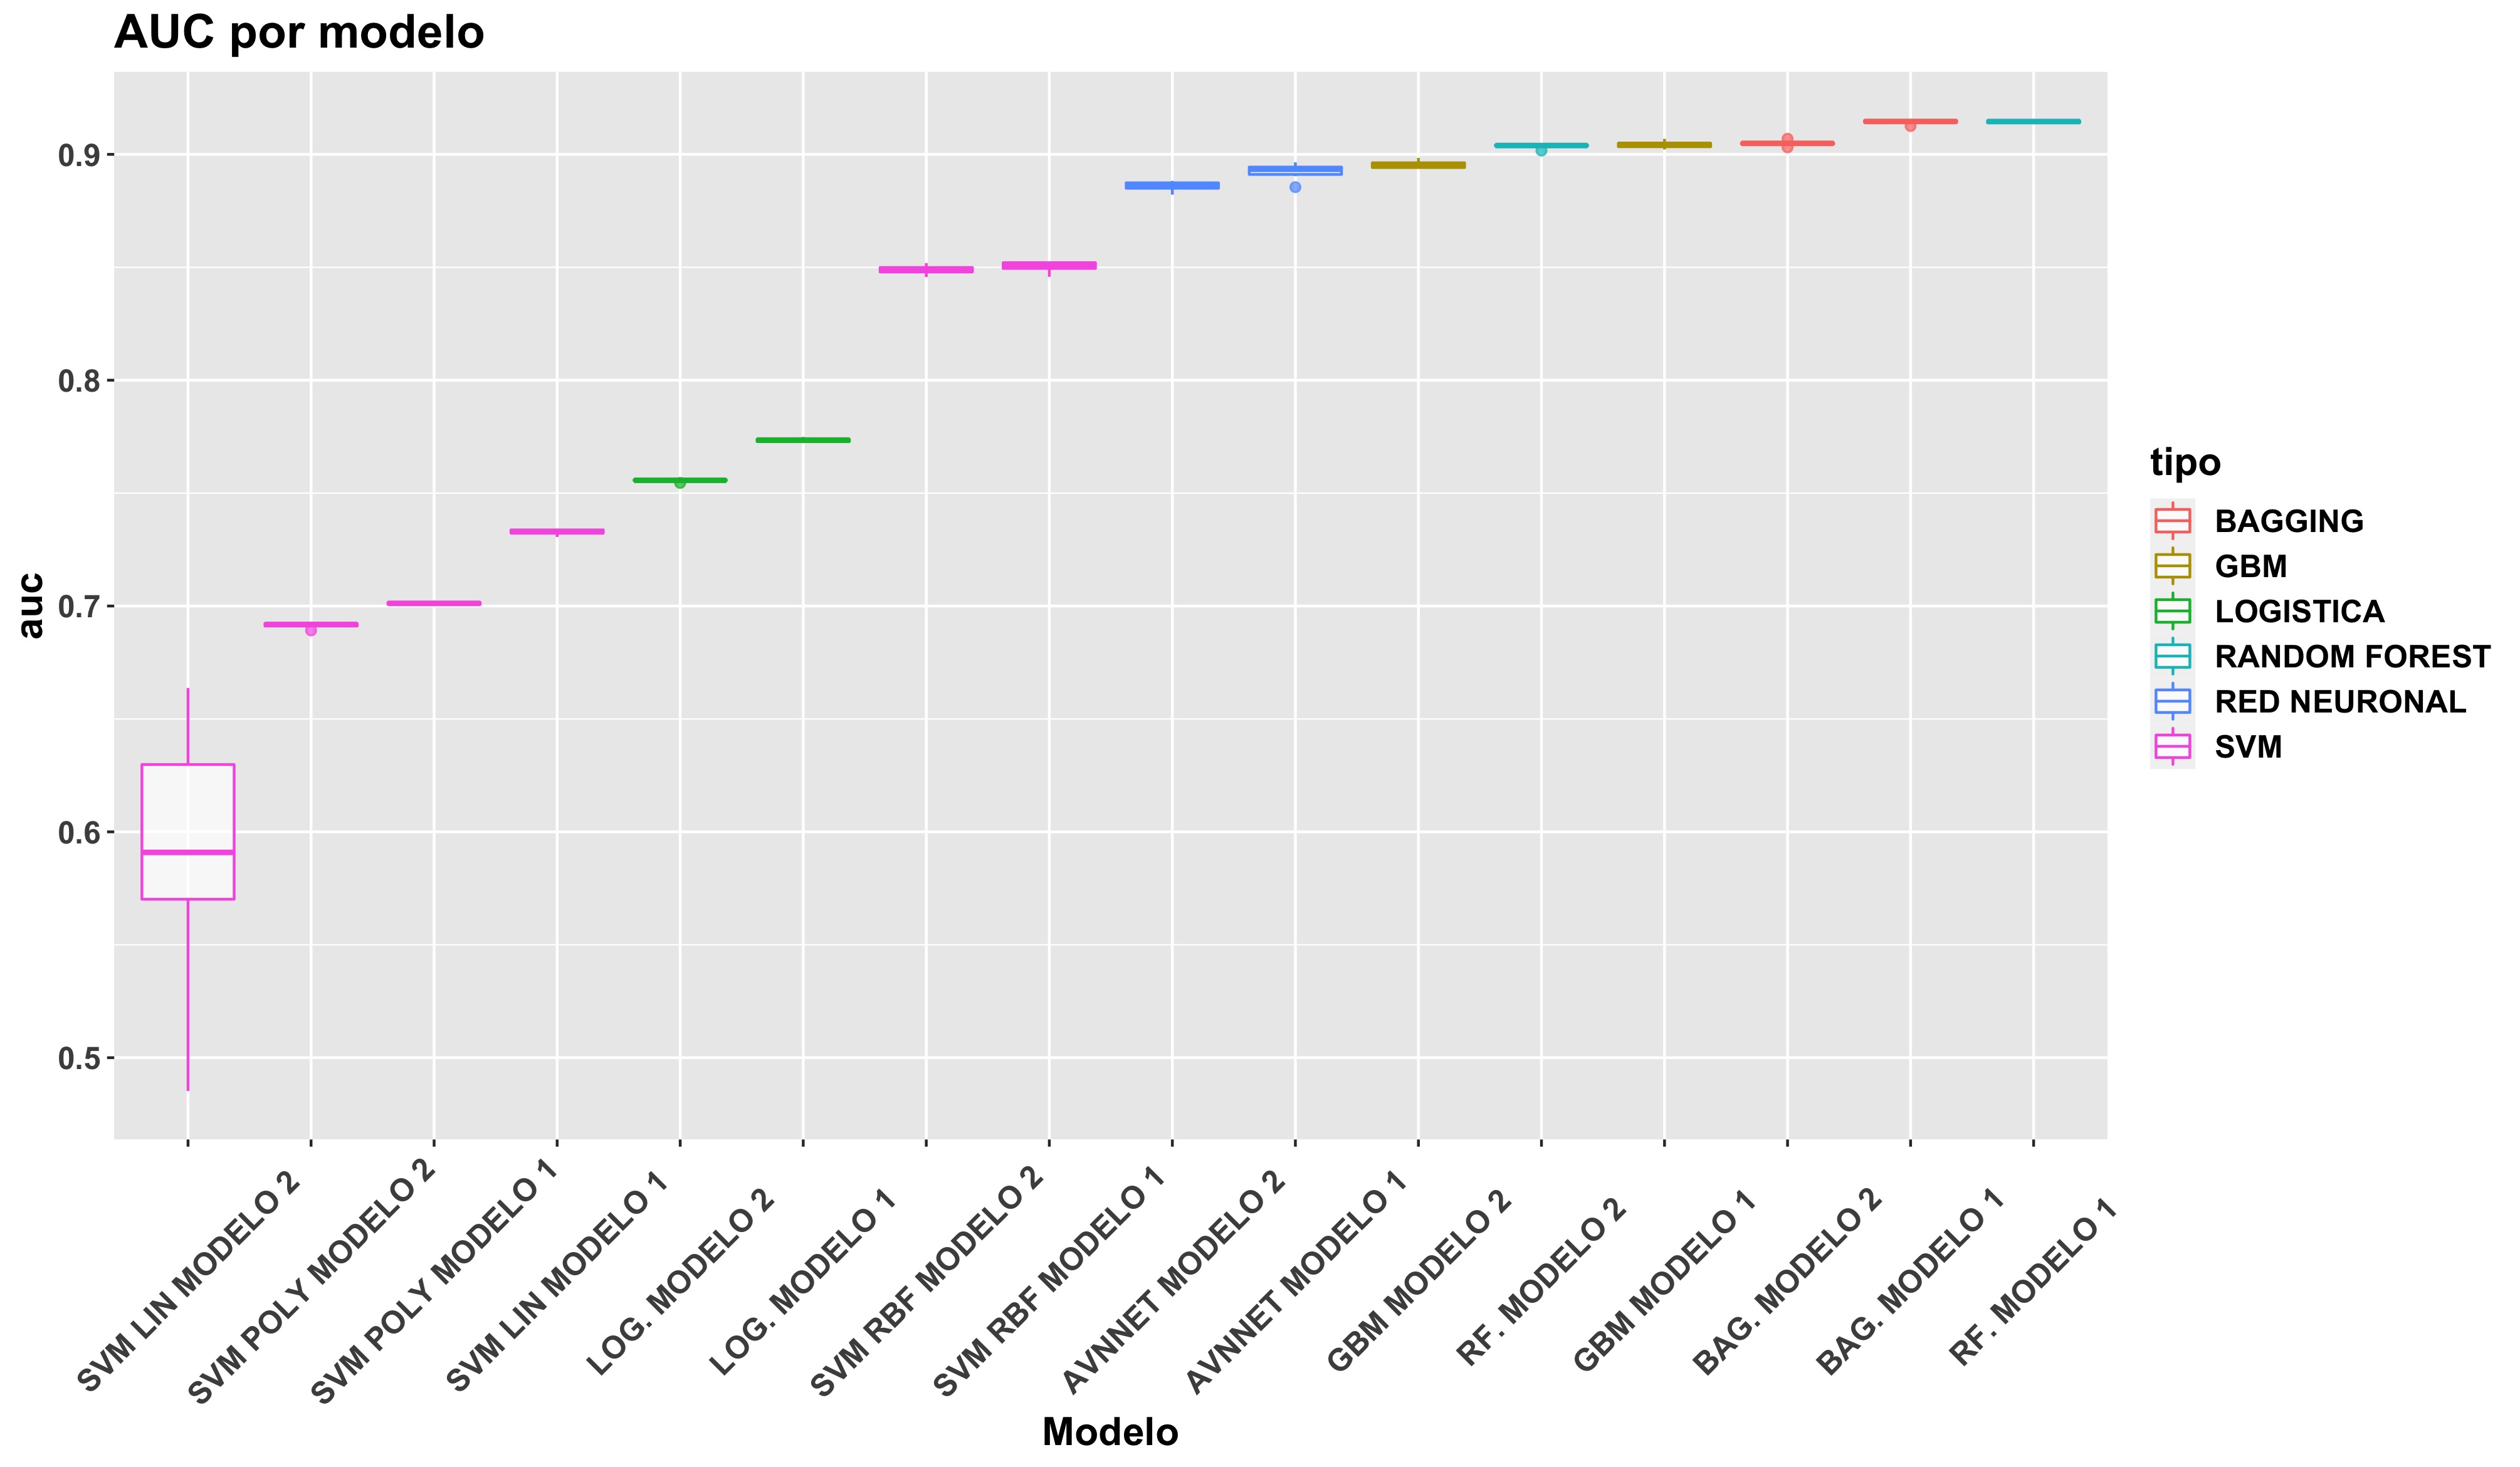 AUC por modelo
auc
0.9
0.8
0.7
0.6
0.5
SVM LIN MODELO 2
SVM POLY MODELO 2
SVM POLY MODELO 1
SVM LIN MODELO 1
LOG. MODELO 2
LOG. MODELO 1
SVM RBF MODELO 2
SVM RBF MODELO 1
AVNNET MODELO 2
AVNNET MODELO 1
GBM MODELO 2
RF. MODELO 2
GBM MODELO 1
BAG. MODELO 2
BAG. MODELO 1
RF. MODELO 1
Modelo
tipo
BAGGING
GBM
LOGISTICA
RANDOM FOREST
RED NEURONAL
SVM